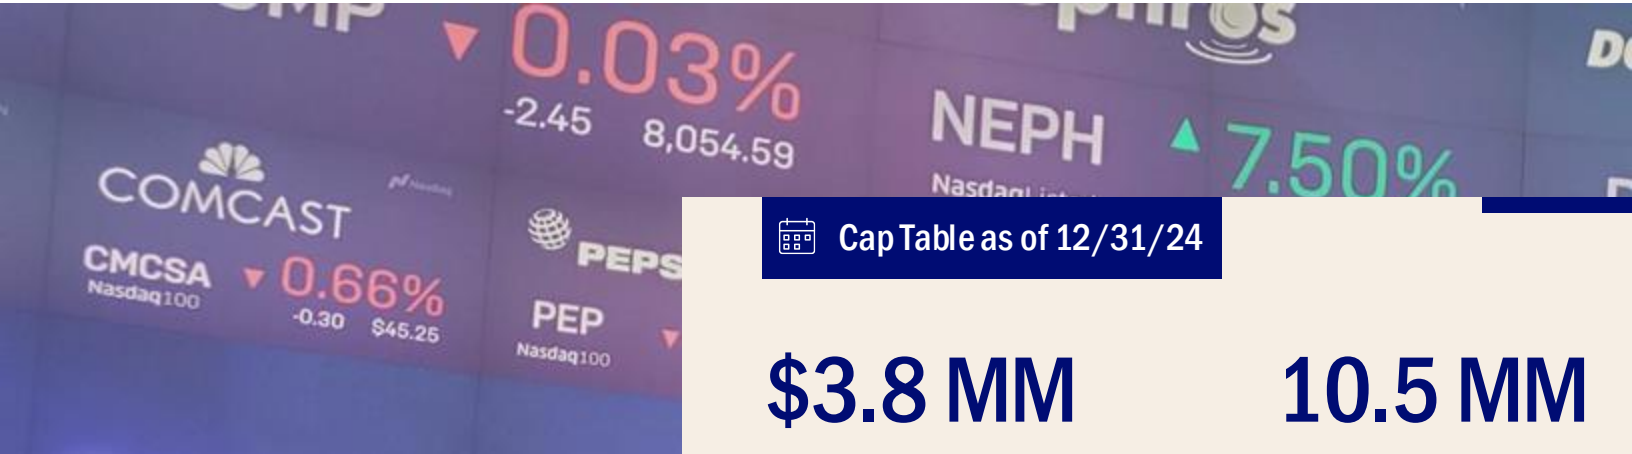 0.03%
-2.45 8,054.59
NEPH 7.50%
COMCAST
Nasdaq
CMCSA 0.66%
Nasdaq100
-0.30 $45.25
PEP
Nasdaq100
Cap Table as of 12/31/24
$3.8 MM 10.5 MM